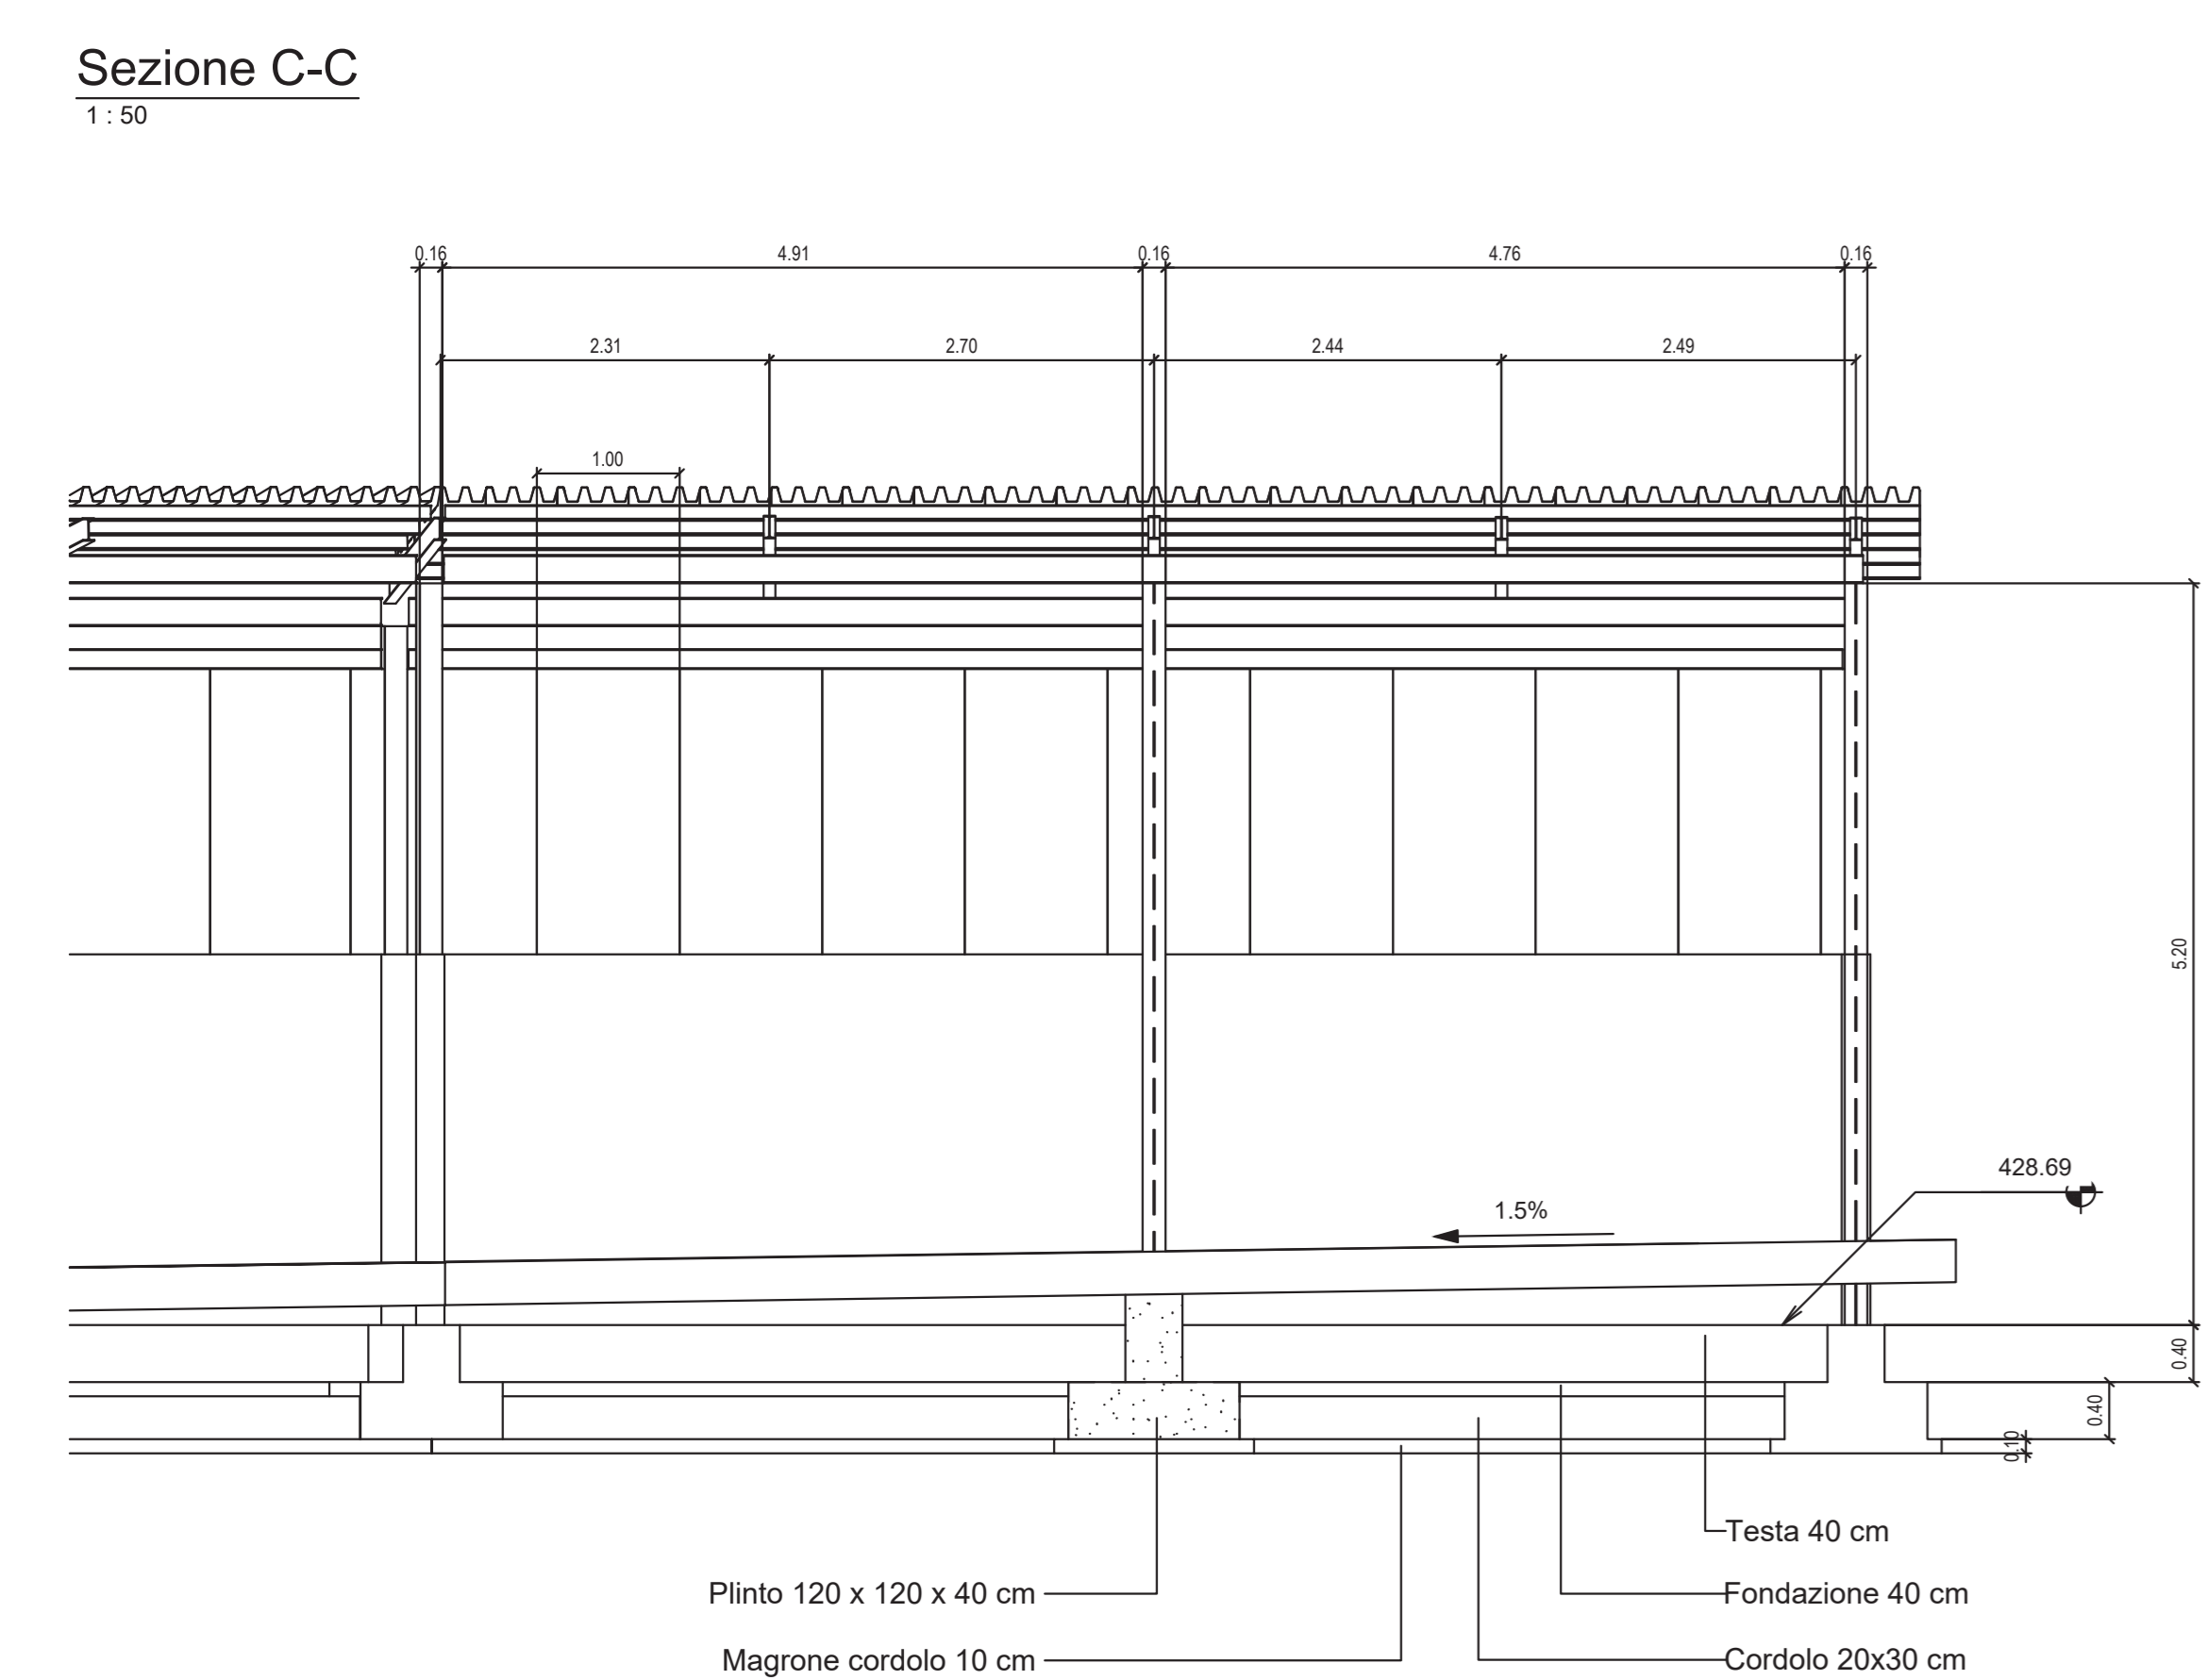 Sezione C-C
1 : 50
0.16 4.91 0.16 4.76 0.16
2.31 2.70 2.44 2.49
1.00
5.20
428.69
1.5%
0.40
0.40
0.10
Testa 40 cm
Plinto 120 x 120 x 40 cm Fondazione 40 cm
Magrone cordolo 10 cm Cordolo 20x30 cm